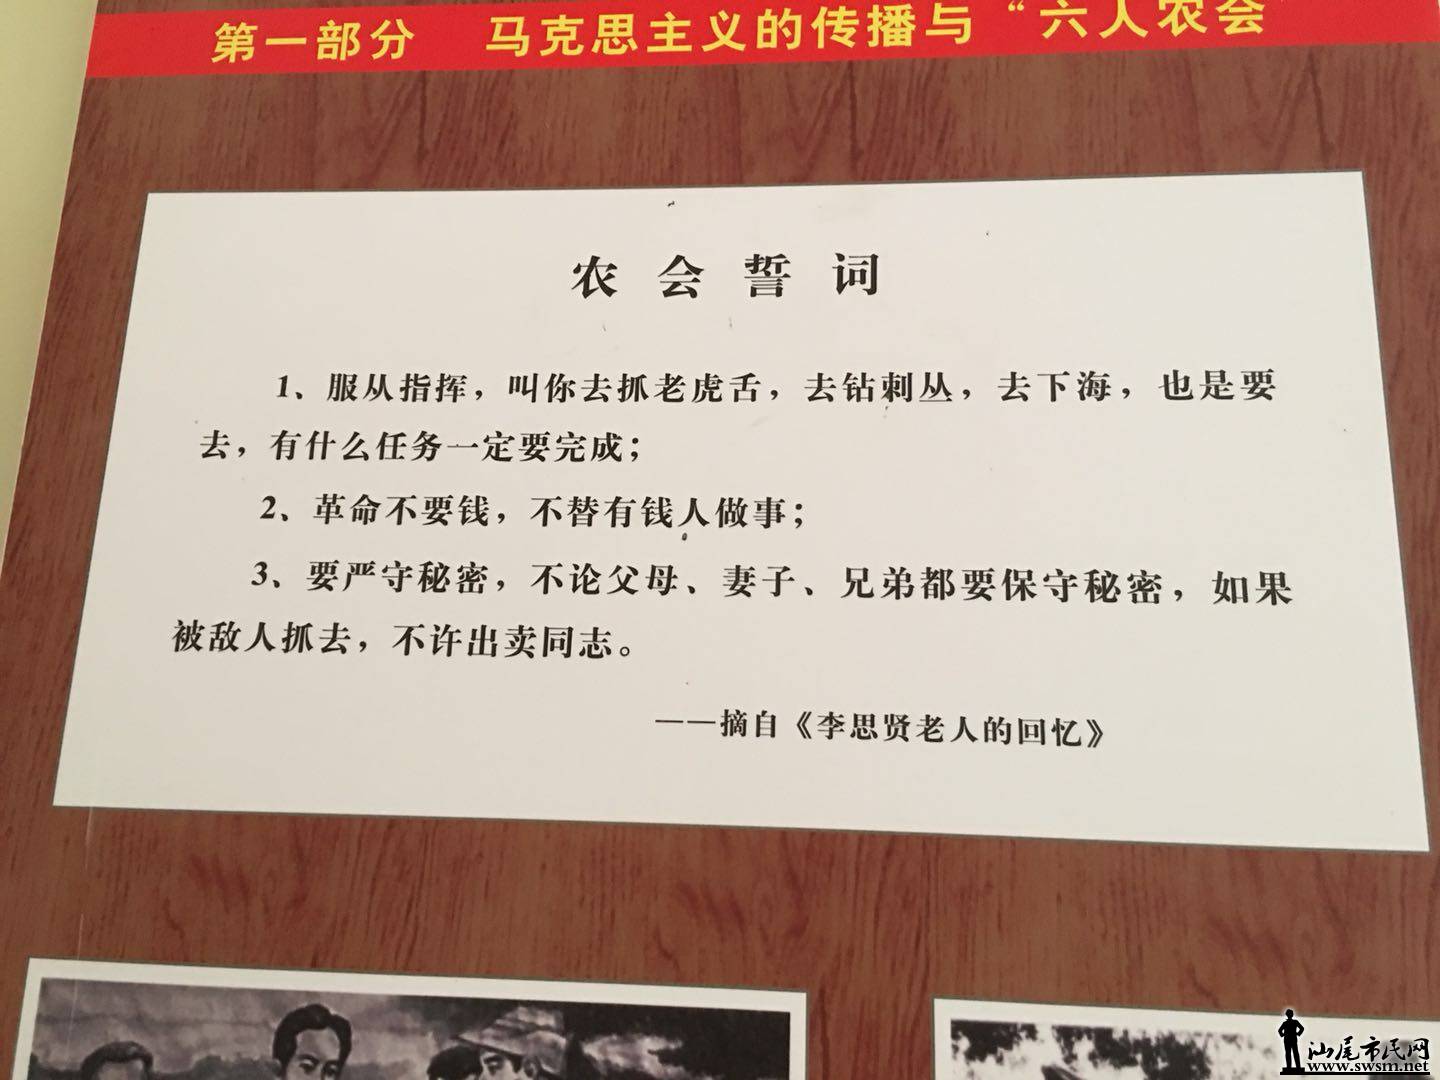 第一部分 马克思主义的传播与“六人农会
农会誓词
1、服从指挥，叫你去抓老虎舌，去钻刺丛，去下海，也是要
去，有什么任务一定要完成；
2、革命不要钱，不替有钱人做事；
3、要严守秘密，不论父母、妻子、兄弟都要保守秘密，如果
被敌人抓去，不许出卖同志。
——摘自《李思贤老人的回忆》
汕尾市民网
www.swsm.net